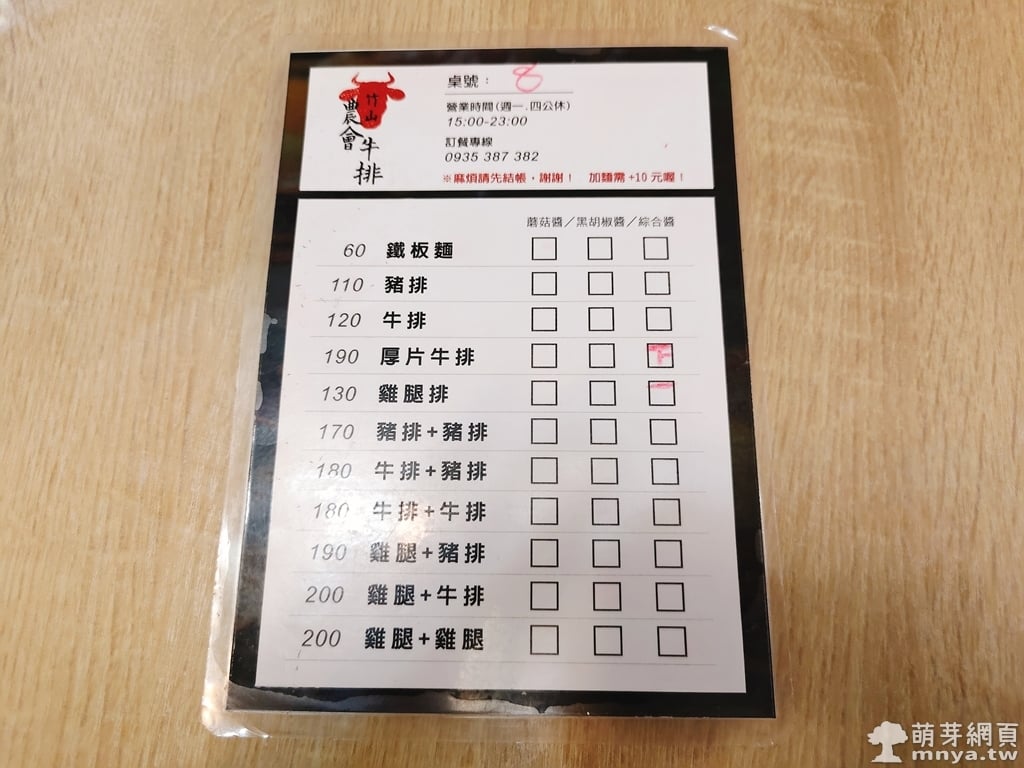 竹山
農會
牛排
桌號： 8
營業時間(週一.四公休)
15:00-23:00
訂餐專線
0935 387 382
※麻煩請先結帳，謝謝！ 加麵需+10元喔！
蘑菇醬／黑胡椒醬／綜合醬
60 鐵板麵
110 豬排
120 牛排
190 厚片牛排
130 雞腿排
170 豬排+豬排
180 牛排+豬排
180 牛排+牛排
190 雞腿+豬排
200 雞腿+牛排
200 雞腿+雞腿
萌芽網頁
mnya.tw